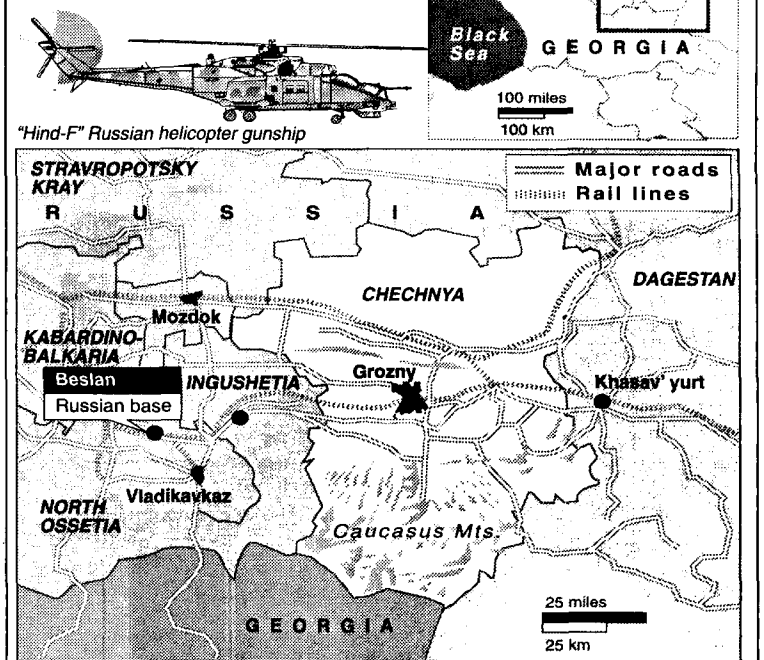 Black
Sea
GEORGIA
100 miles
100 km
"Hind-F" Russian helicopter gunship
STRAVROPOTSKY
KRAY
Major roads
Rail lines
RUSSIA
DAGESTAN
CHECHNYA
Mozdok
KABARDINO-
BALKARIA
Beslan
Russian base
INGUSHETIA
Grozny
Khasav' yurt
Vladikavkaz
NORTH
OSSETIA
Caucasus Mts.
GEORGIA
25 miles
25 km